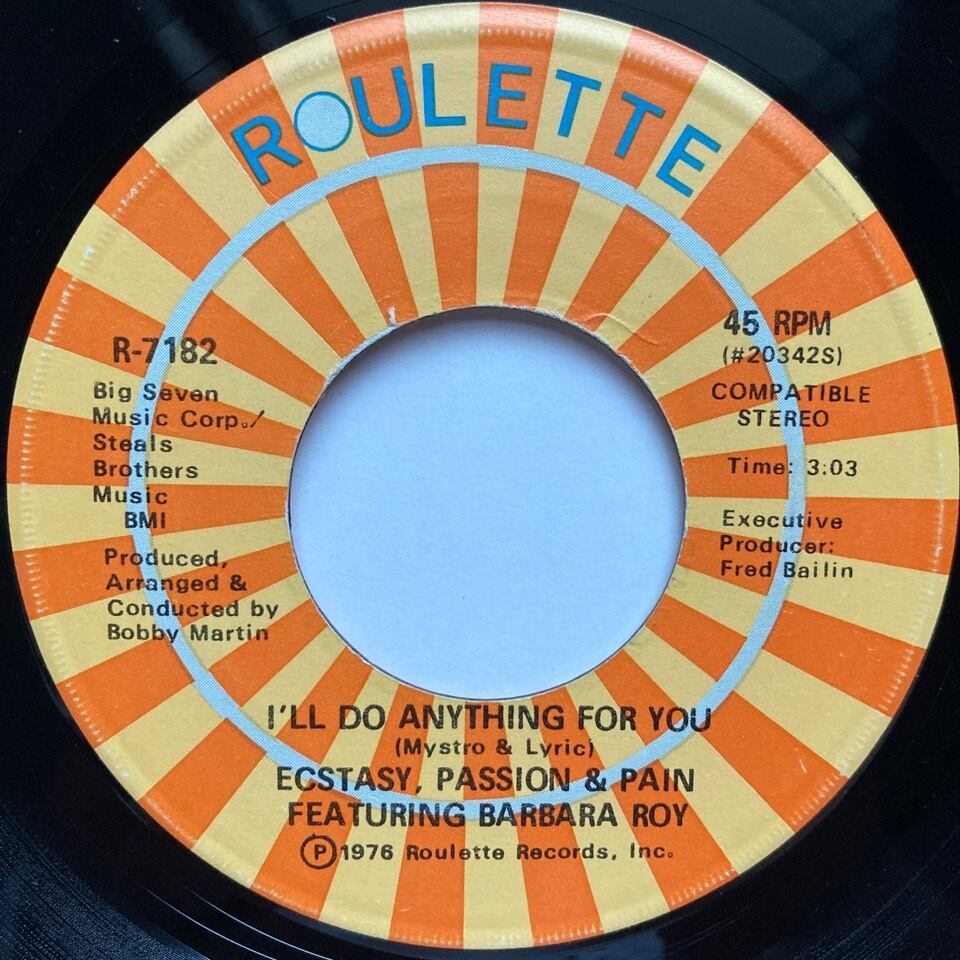 ROULETTE
R-7182
Big Seven
Music Corp./
Steals
Brothers
Music
BMI
Produced,
Arranged &
Conducted by
Bobby Martin
45 RPM
(#20342S)
COMPATIBLE
STEREO
Time: 3:03
Executive
Producer:
Fred Bailin
I'LL DO ANYTHING FOR YOU
(Mystro & Lyric)
ECSTASY, PASSION & PAIN
FEATURING BARBARA ROY
Ⓟ1976 Roulette Records, Inc.